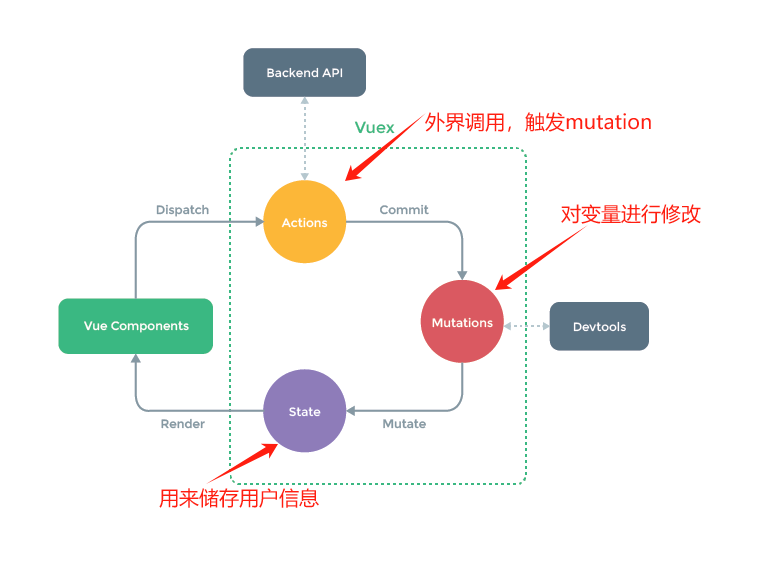 Backend API
Vuex
外界调用，触发mutation
Dispatch
Actions
Commit
对变量进行修改
Vue Components
Mutations
Devtools
State
Render
Mutate
用来储存用户信息